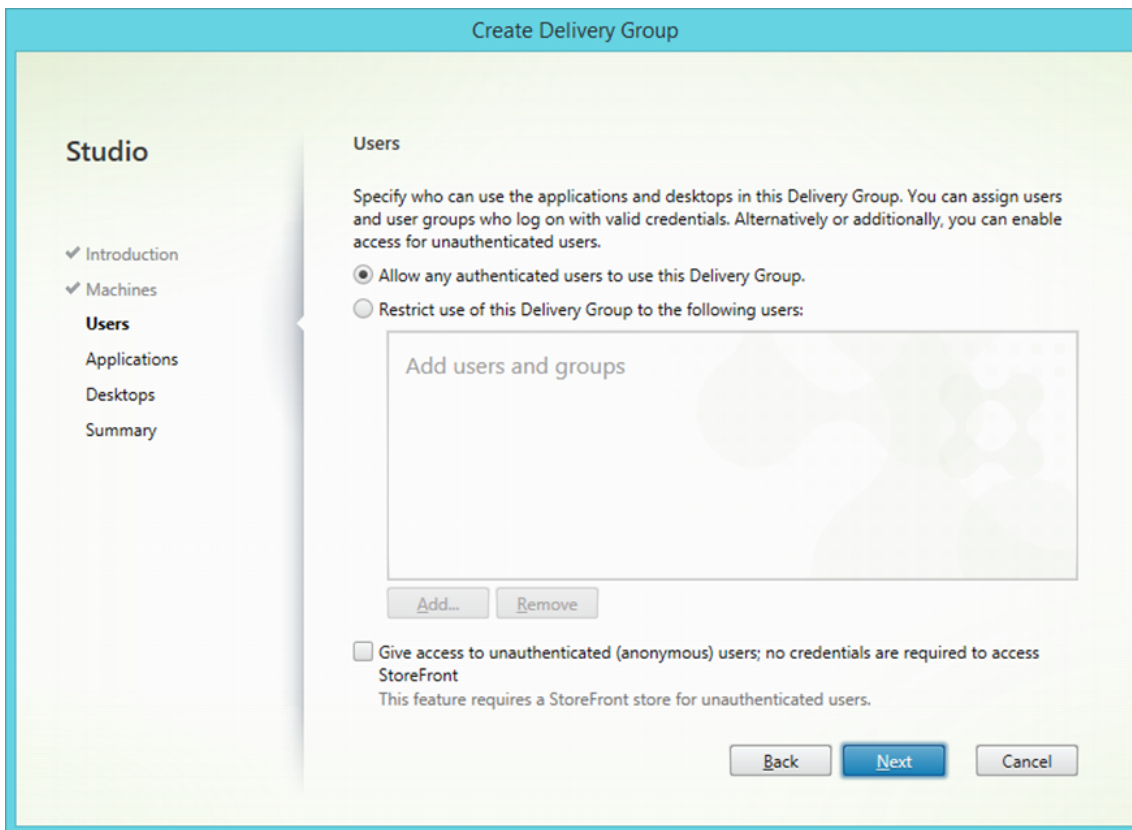 Create Delivery Group
Studio
Introduction
Machines
Users
Applications
Desktops
Summary
Users
Specify who can use the applications and desktops in this Delivery Group. You can assign users
and user groups who log on with valid credentials. Alternatively or additionally, you can enable
access for unauthenticated users.
Allow any authenticated users to use this Delivery Group.
Restrict use of this Delivery Group to the following users:
Add users and groups
Add...
Remove
Give access to unauthenticated (anonymous) users; no credentials are required to access
StoreFront
This feature requires a StoreFront store for unauthenticated users.
Back
Next
Cancel